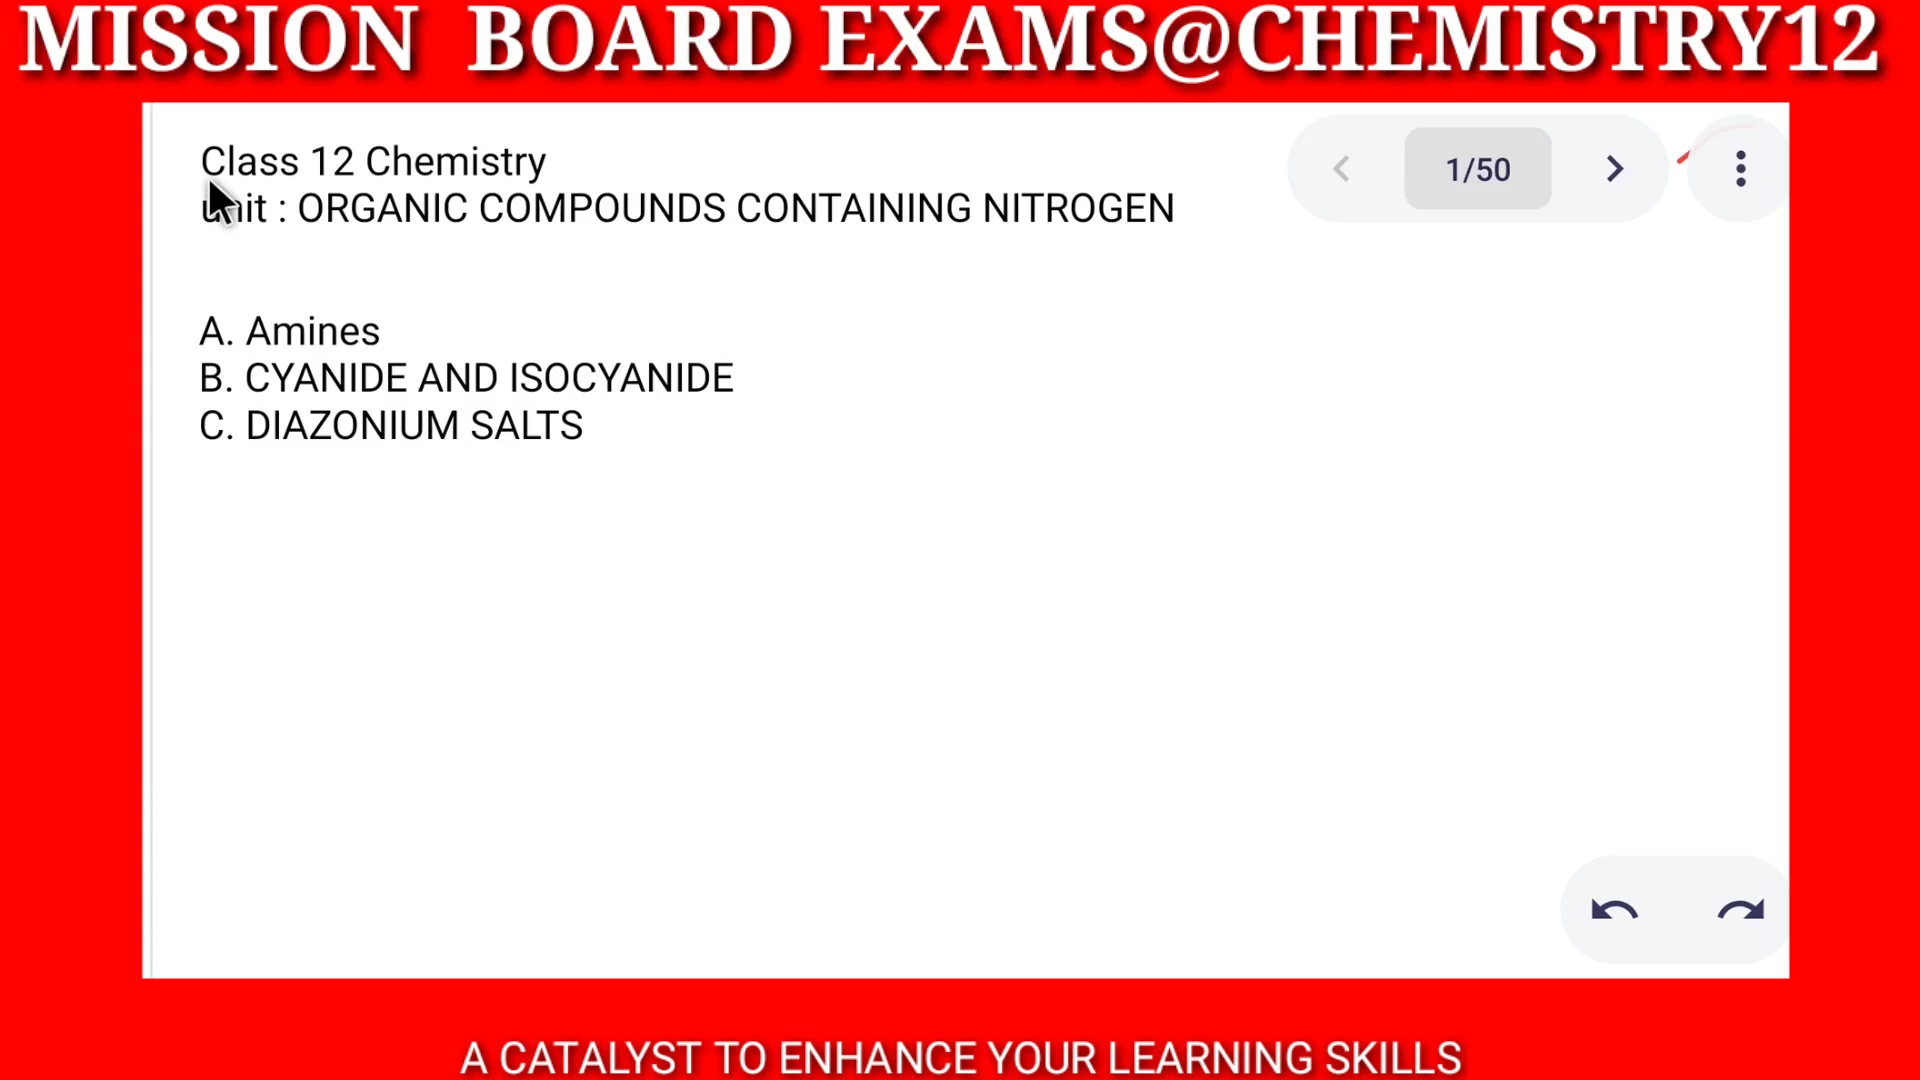 MISSION BOARD EXAMS@CHEMISTRY12
Class 12 Chemistry
unit : ORGANIC COMPOUNDS CONTAINING NITROGEN
1/50
A. Amines
B. CYANIDE AND ISOCYANIDE
C. DIAZONIUM SALTS
A CATALYST TO ENHANCE YOUR LEARNING SKILLS